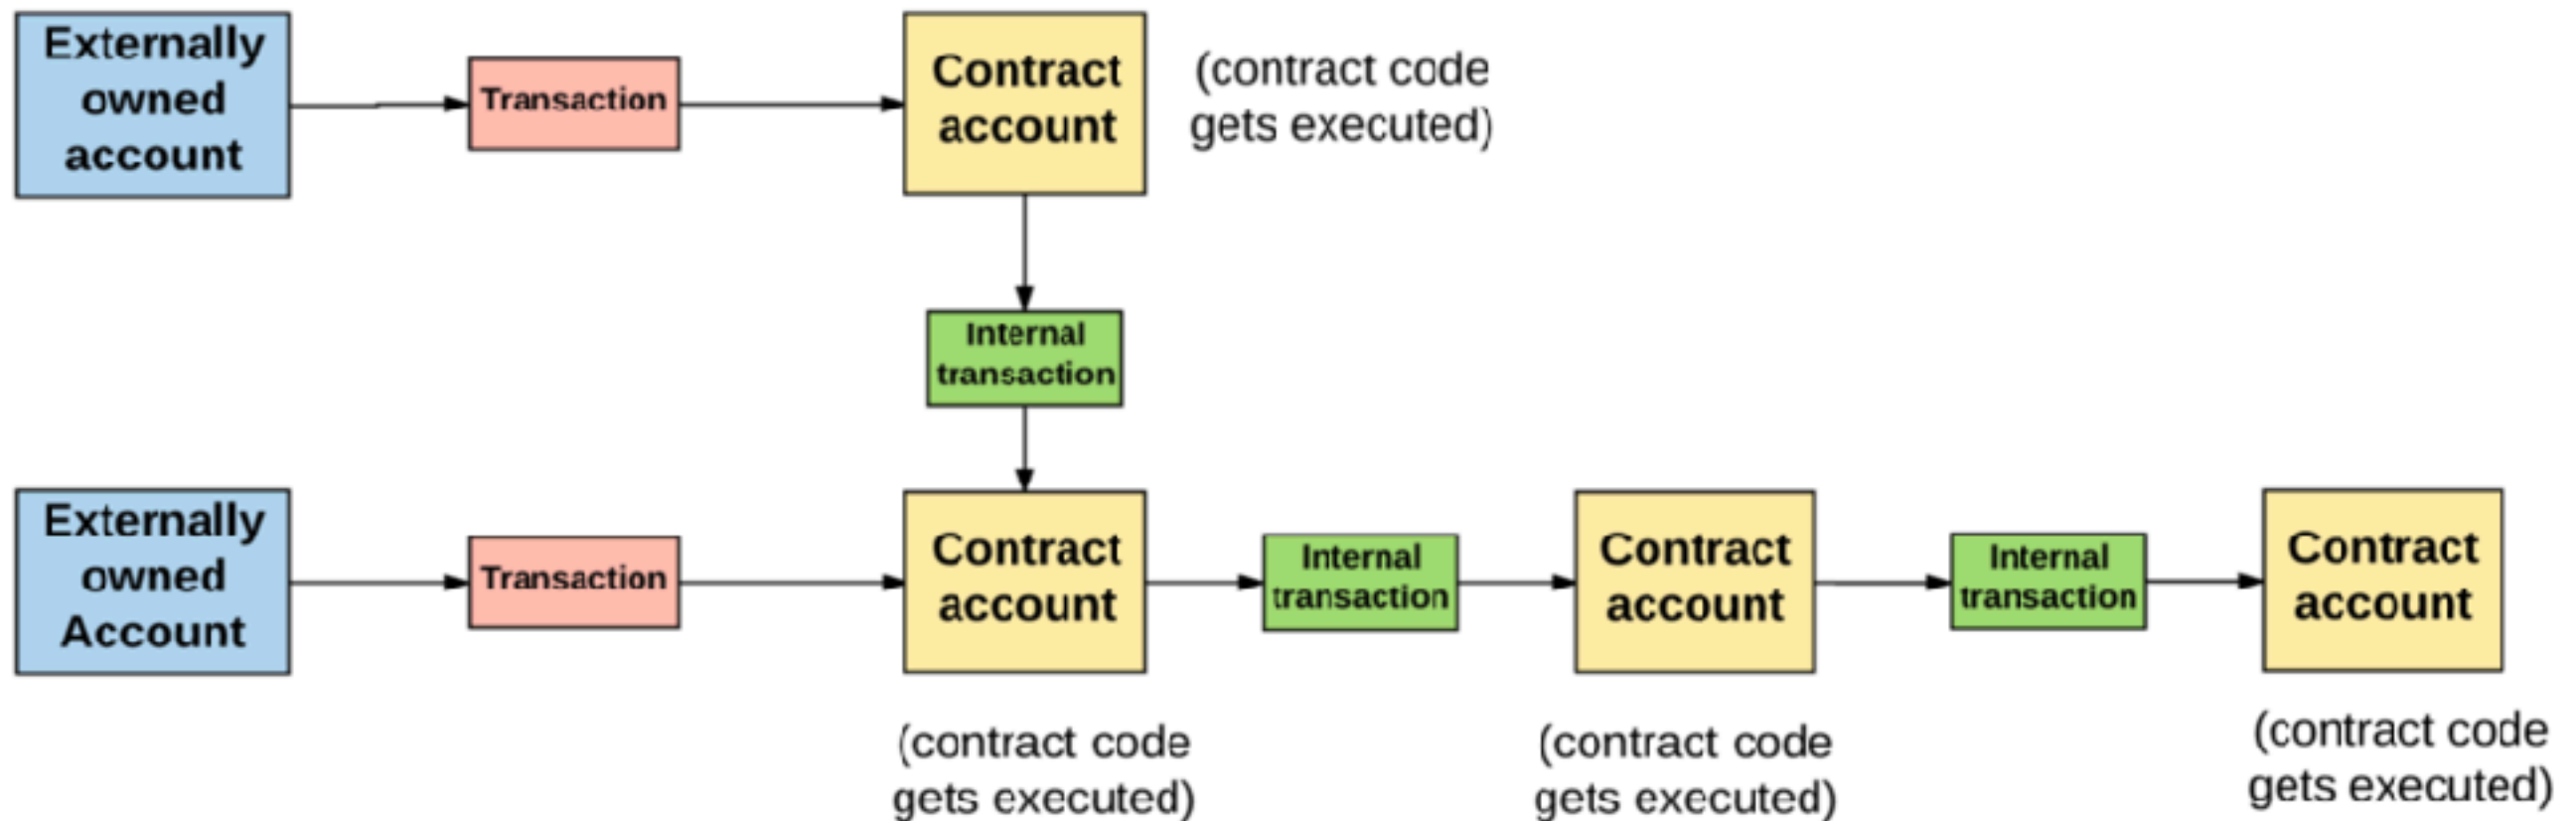 Externally
owned
account
Transaction
Contract
account
(contract code
gets executed)
Internal
transaction
Externally
owned
Account
Transaction
Contract
account
(contract code
gets executed)
Internal
transaction
Contract
account
(contract code
gets executed)
Internal
transaction
Contract
account
(contract code
gets executed)